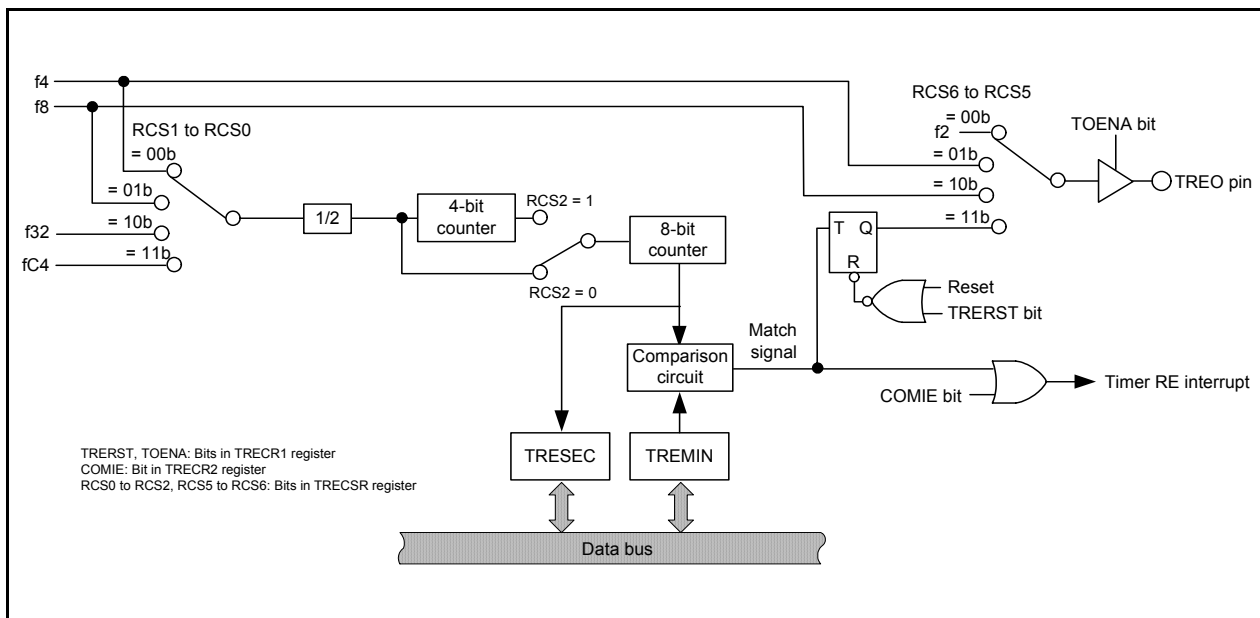 f4
f8
RCS1 to RCS0
= 00b
= 01b
= 10b
= 11b
f32
fC4
1/2
4-bit
counter
RCS2 = 1
RCS2 = 0
8-bit
counter
RCS6 to RCS5
= 00b
f2
= 01b
= 10b
= 11b
TOENA bit
TREO pin
T Q
R
Reset
TRERST bit
Comparison
circuit
Match
signal
COMIE bit
Timer RE interrupt
TRESEC
TREMIN
TRERST, TOENA: Bits in TRECR1 register
COMIE: Bit in TRECR2 register
RCS0 to RCS2, RCS5 to RCS6: Bits in TRECSR register
Data bus